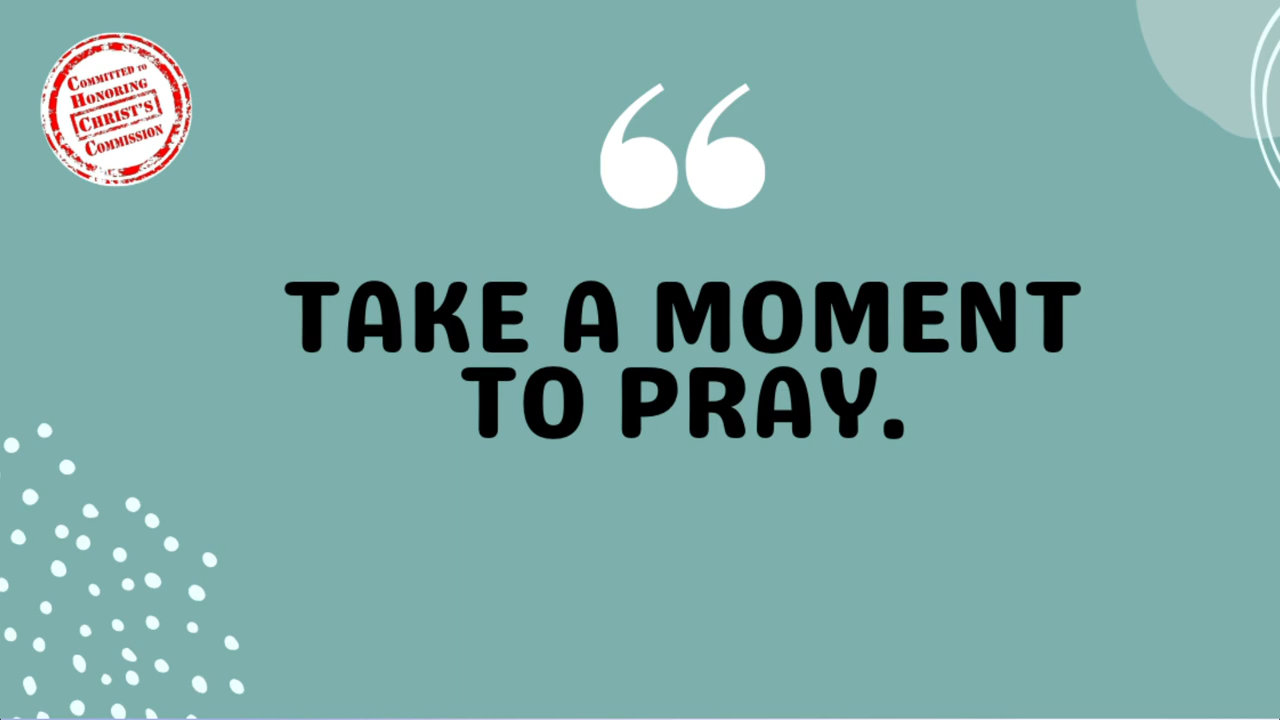 COMMITTED TO
HONORING
CHRIST'S
COMMISSION
“
TAKE A MOMENT
TO PRAY.